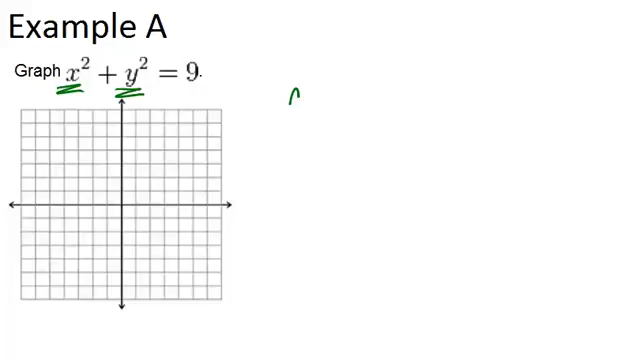 Example A
Graph x² + y² = 9.